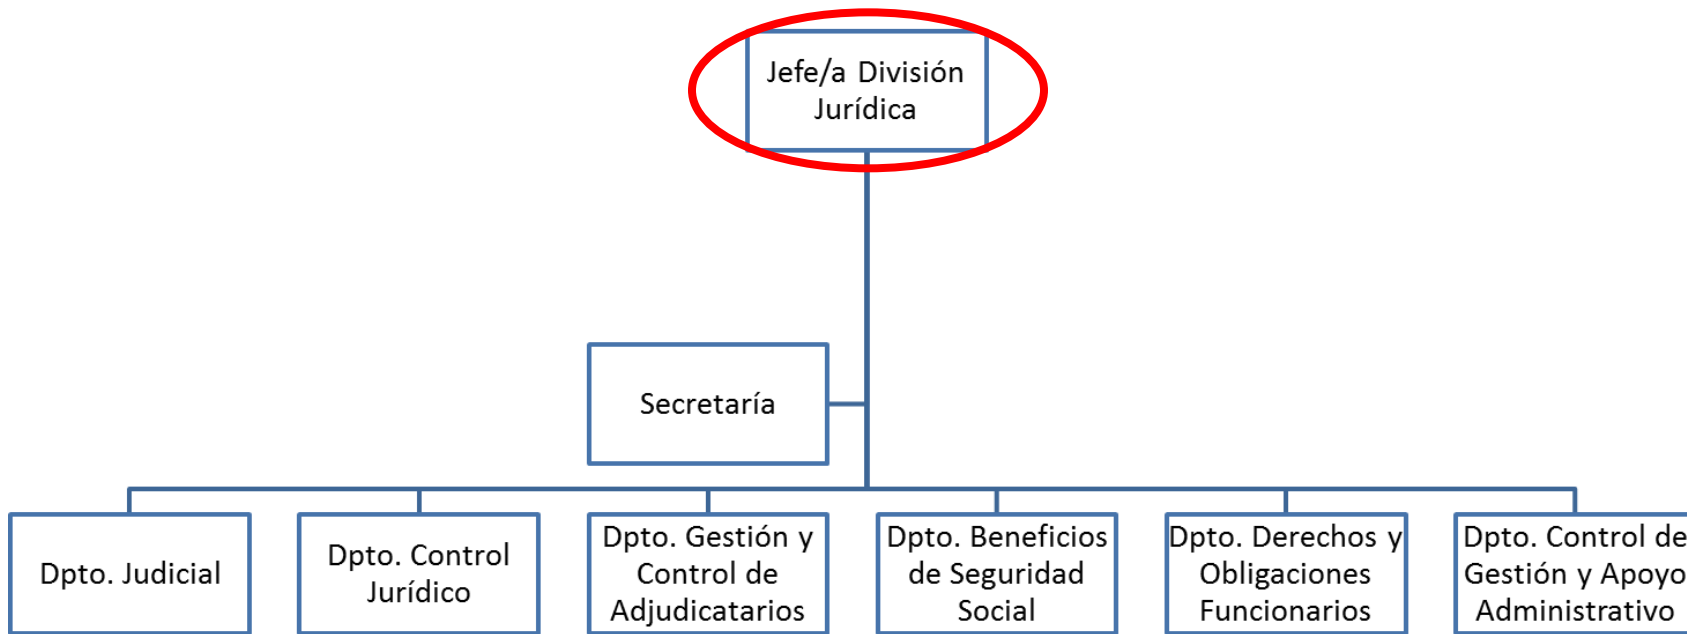 Jefe/a División
Jurídica
Secretaría
Dpto. Judicial
Dpto. Control
Jurídico
Dpto. Gestión y
Control de
Adjudicatarios
Dpto. Beneficios
de Seguridad
Social
Dpto. Derechos y
Obligaciones
Funcionarios
Dpto. Control de
Gestión y Apoyo
Administrativo